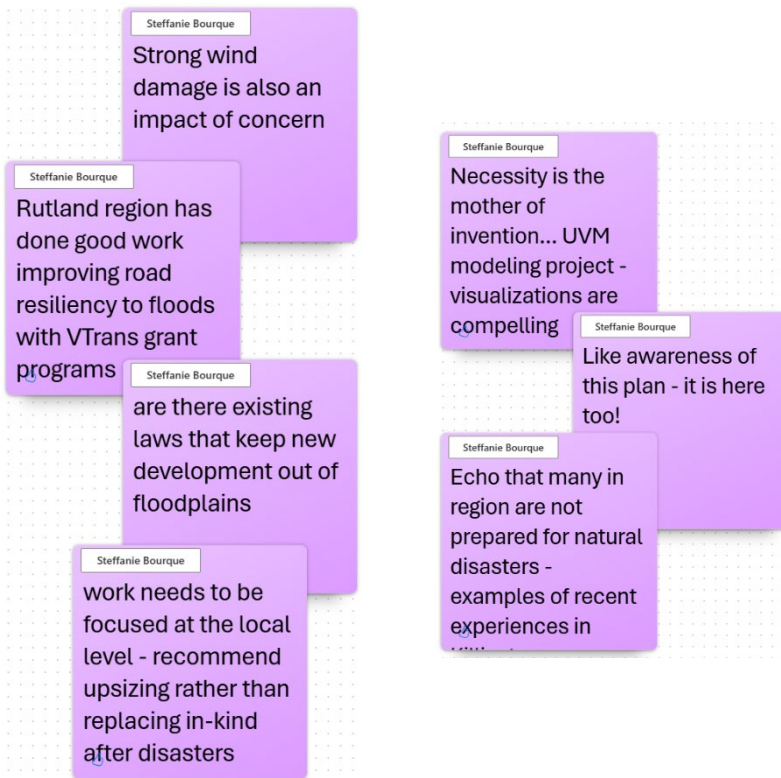 Steffanie Bourque
Strong wind
damage is also an
impact of concern
Steffanie Bourque
Rutland region has
done good work
improving road
resiliency to floods
with VTrans grant
programs
Steffanie Bourque
are there existing
laws that keep new
development out of
floodplains
Steffanie Bourque
work needs to be
focused at the local
level - recommend
upsizing rather than
replacing in-kind
after disasters
Steffanie Bourque
Necessity is the
mother of
invention... UVM
modeling project -
visualizations are
compelling
Steffanie Bourque
Like awareness of
this plan - it is here
too!
Steffanie Bourque
Echo that many in
region are not
prepared for natural
disasters -
examples of recent
experiences in